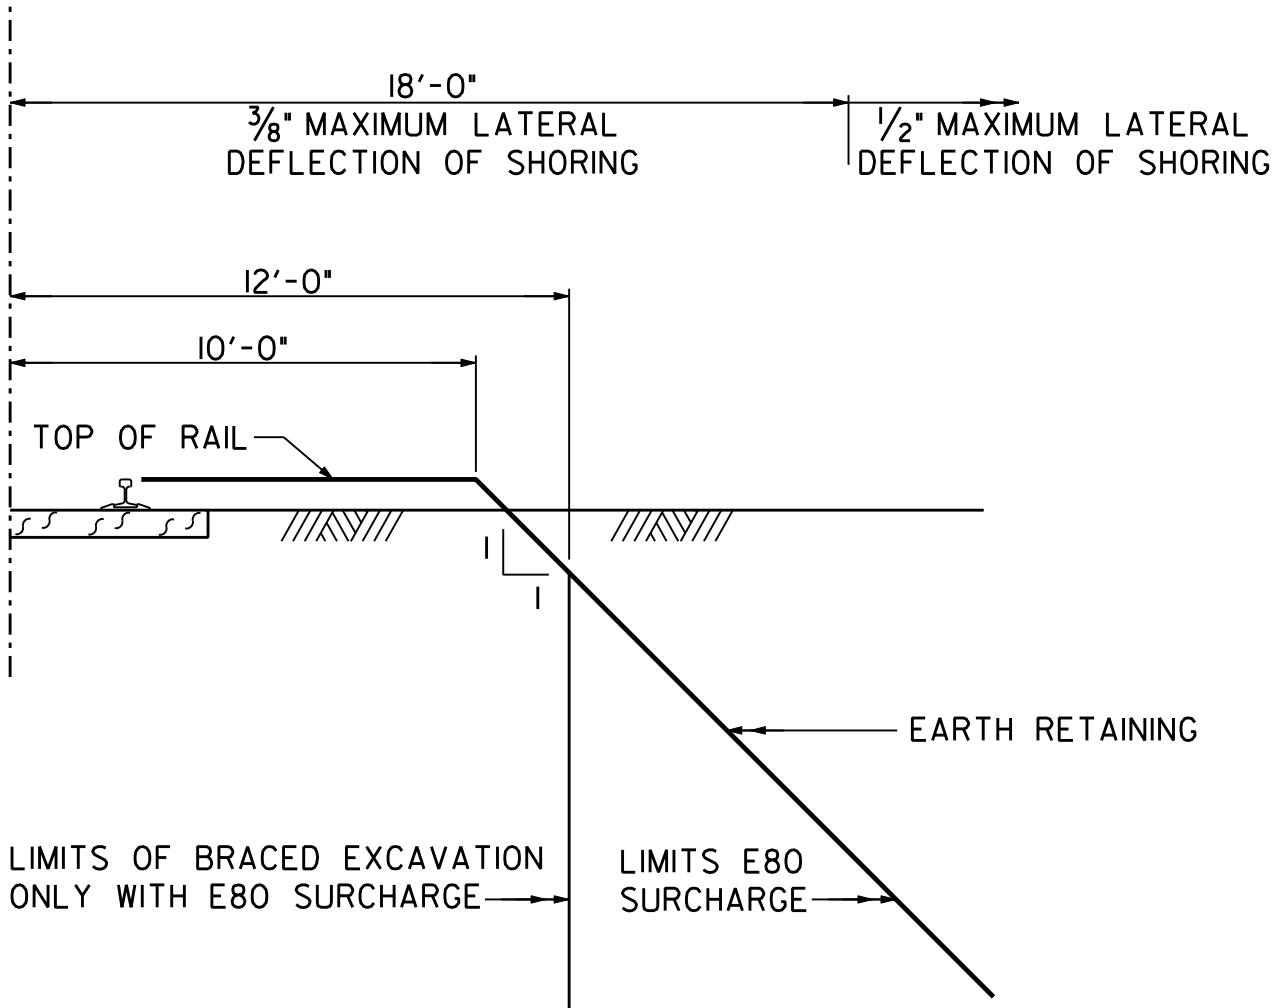 18'-0"
3/8" MAXIMUM LATERAL
DEFLECTION OF SHORING
1/2" MAXIMUM LATERAL
DEFLECTION OF SHORING
12'-0"
10'-0"
TOP OF RAIL
1
1
EARTH RETAINING
LIMITS OF BRACED EXCAVATION
ONLY WITH E80 SURCHARGE
LIMITS E80
SURCHARGE